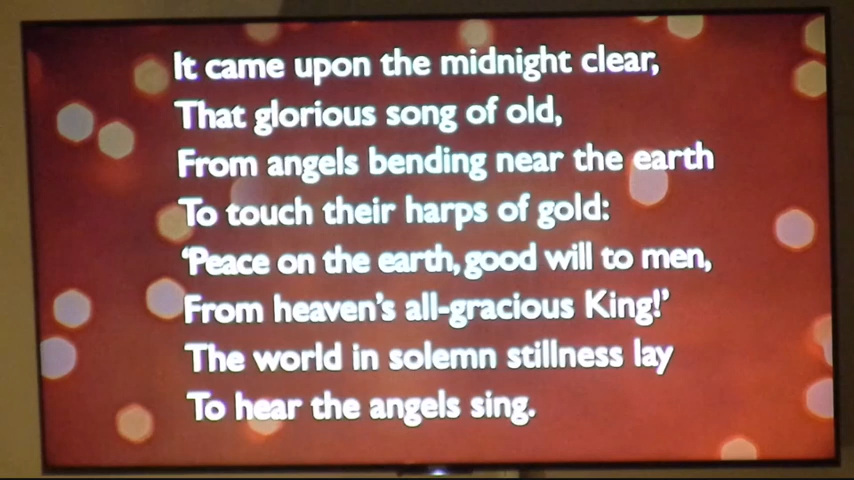 It came upon the midnight clear,
That glorious song of old,
From angels bending near the earth
To touch their harps of gold:
‘Peace on the earth, good will to men,
From heaven’s all-gracious King!’
The world in solemn stillness lay
To hear the angels sing.